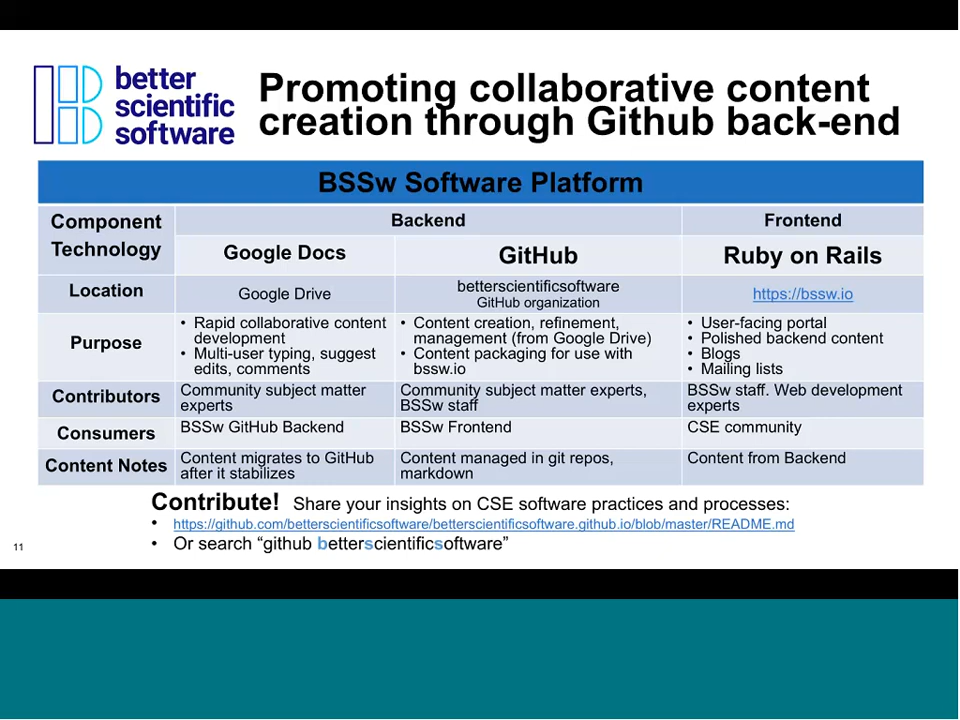 better
scientific
software
Promoting collaborative content
creation through Github back-end
BSSw Software Platform
Component
Technology
Backend
Frontend
Google Docs
GitHub
Ruby on Rails
Location
Google Drive
betterscientificsoftware
GitHub organization
https://bssw.io
Purpose
• Rapid collaborative content
development
• Multi-user typing, suggest
edits, comments
• Content creation, refinement,
management (from Google Drive)
• Content packaging for use with
bssw.io
• User-facing portal
• Polished backend content
• Blogs
• Mailing lists
Contributors
Community subject matter
experts
Community subject matter experts,
BSSw staff
BSSw staff. Web development
experts
Consumers
BSSw GitHub Backend
BSSw Frontend
CSE community
Content Notes
Content migrates to GitHub
after it stabilizes
Content managed in git repos,
markdown
Content from Backend
Contribute! Share your insights on CSE software practices and processes:
• https://github.com/betterscientificsoftware/betterscientificsoftware.github.io/blob/master/README.md
• Or search “github betterscientificsoftware”
11